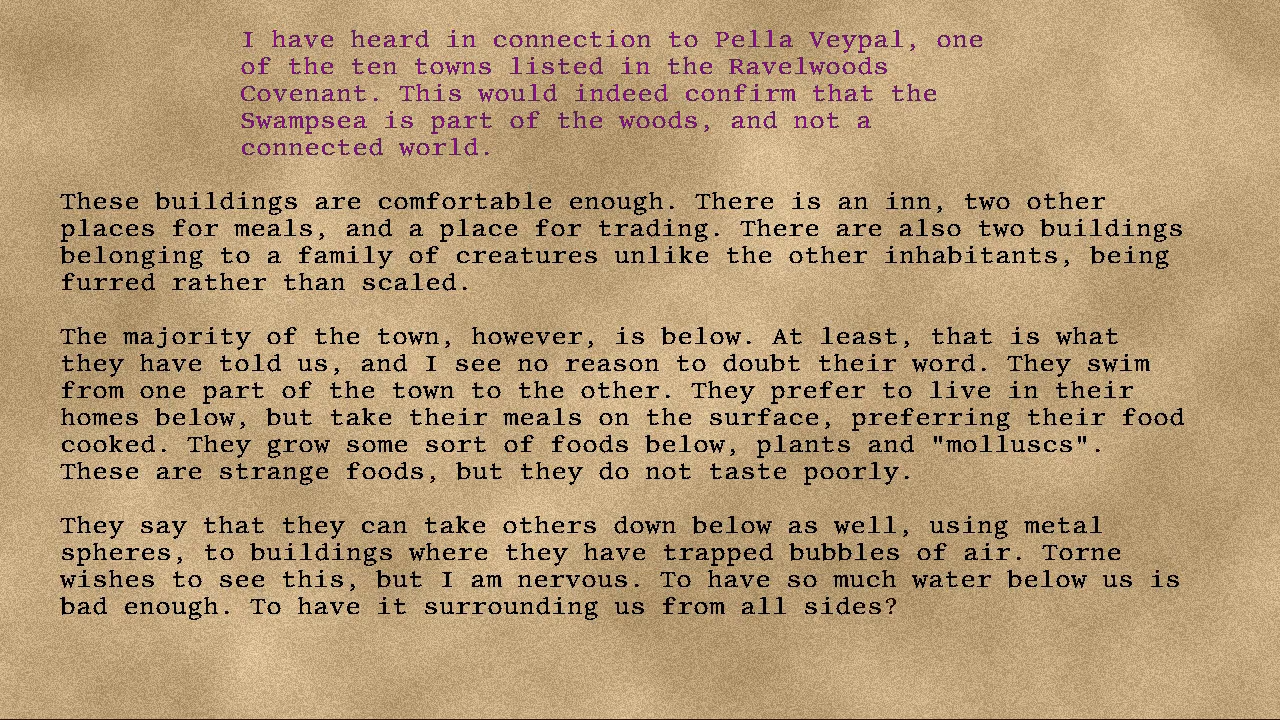 I have heard in connection to Pella Veypal, one
of the ten towns listed in the Ravelwoods
Covenant. This would indeed confirm that the
Swampsea is part of the woods, and not a
connected world.
These buildings are comfortable enough. There is an inn, two other
places for meals, and a place for trading. There are also two buildings
belonging to a family of creatures unlike the other inhabitants, being
furred rather than scaled.
The majority of the town, however, is below. At least, that is what
they have told us, and I see no reason to doubt their word. They swim
from one part of the town to the other. They prefer to live in their
homes below, but take their meals on the surface, preferring their food
cooked. They grow some sort of foods below, plants and "molluscs".
These are strange foods, but they do not taste poorly.
They say that they can take others down below as well, using metal
spheres, to buildings where they have trapped bubbles of air. Torne
wishes to see this, but I am nervous. To have so much water below us is
bad enough. To have it surrounding us from all sides?